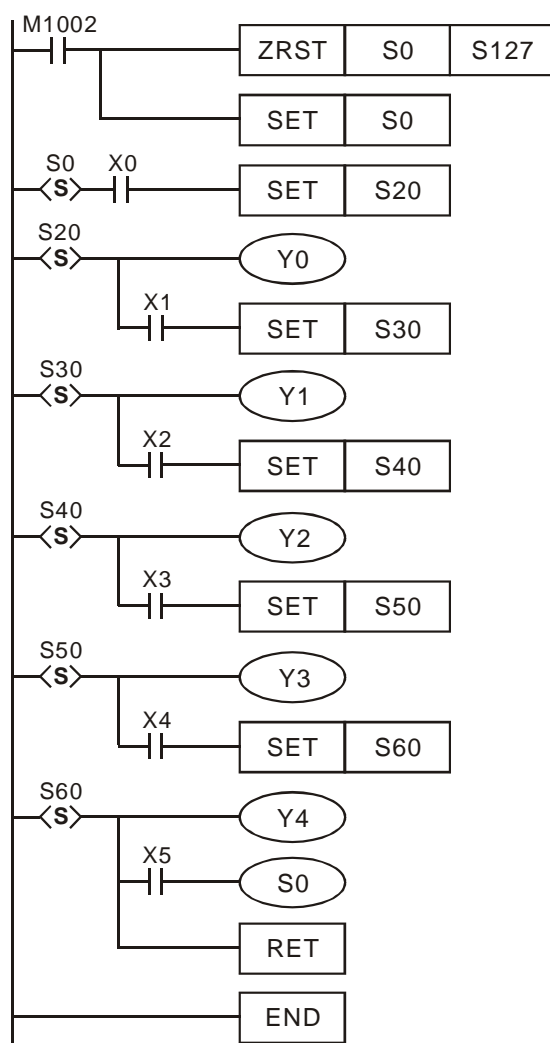 M1002
ZRST S0 S127
SET S0
S0 X0
S SET S20
S20
S Y0
X1
SET S30
S30
S Y1
X2
SET S40
S40
S Y2
X3
SET S50
S50
S Y3
X4
SET S60
S60
S Y4
X5
S0
RET
END